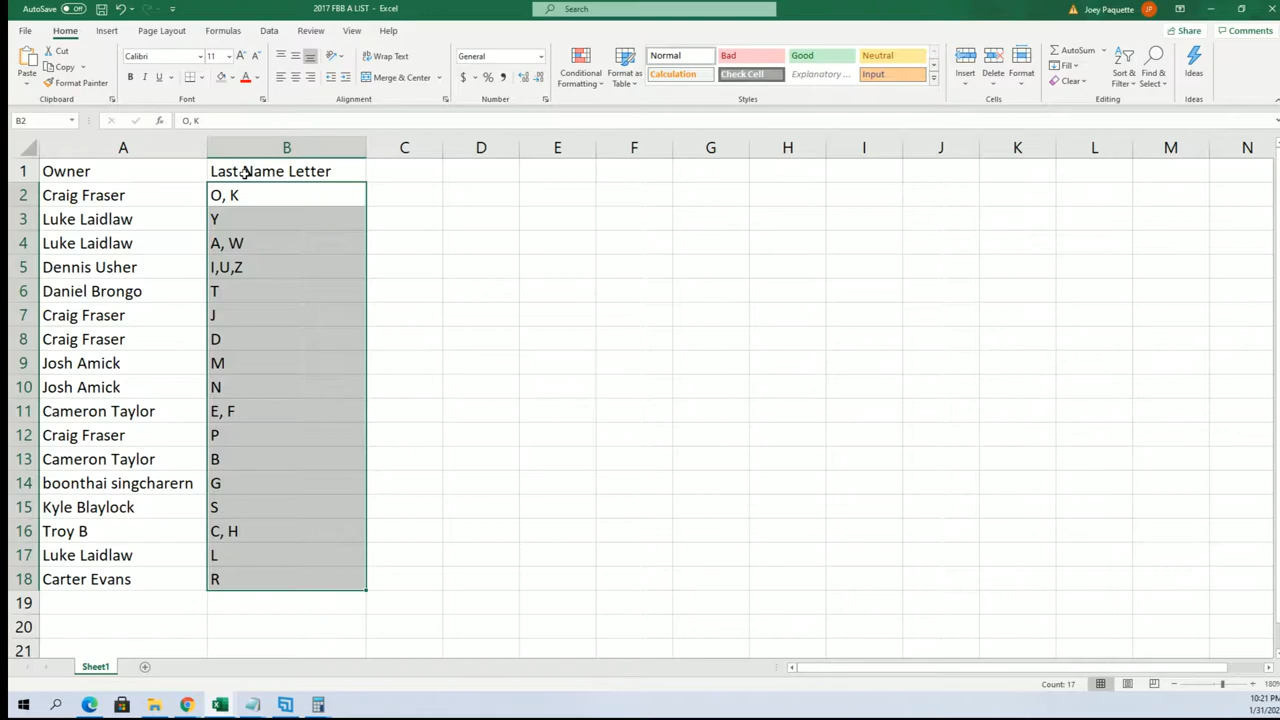 AutoSave Off
2017 FBB A LIST - Excel
Search
Joey Paquette
File Home Insert Page Layout Formulas Data Review View Help
Share Comments
Paste
Cut
Copy
Format Painter
Clipboard
Calibri 11
B I U
Font
Wrap Text
Merge & Center
Alignment
General
$ % ,
Number
Conditional Formatting
Format as Table
Normal Bad Good Neutral
Calculation Check Cell Explanatory ... Input
Styles
Insert Delete Format
Cells
AutoSum
Fill
Clear
Sort & Filter
Find & Select
Editing
Ideas
Ideas
B2 fx O, K
A B C D E F G H I J K L M N
1 Owner Last Name Letter
2 Craig Fraser O, K
3 Luke Laidlaw Y
4 Luke Laidlaw A, W
5 Dennis Usher I,U,Z
6 Daniel Brongo T
7 Craig Fraser J
8 Craig Fraser D
9 Josh Amick M
10 Josh Amick N
11 Cameron Taylor E, F
12 Craig Fraser P
13 Cameron Taylor B
14 boonthai singcharern G
15 Kyle Blaylock S
16 Troy B C, H
17 Luke Laidlaw L
18 Carter Evans R
19
20
21
Sheet1
Count: 17
180%
10:21 PM
1/31/202